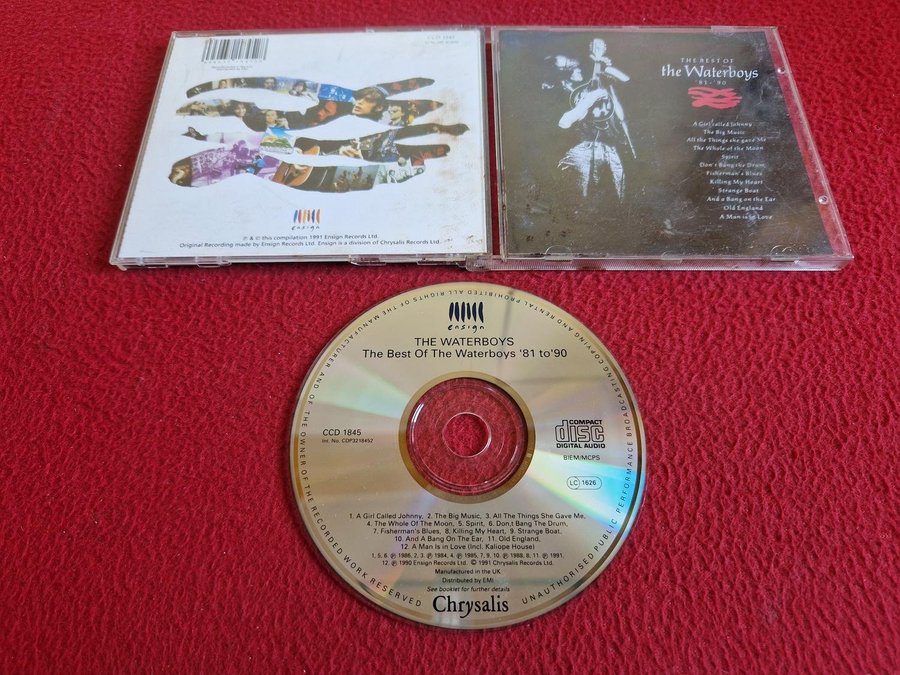 CCD 1845
ensign
℗ & © this compilation 1991 Ensign Records Ltd.
Original Recording made by Ensign Records Ltd. Ensign is a division of Chrysalis Records Ltd.
THE BEST OF
the Waterboys
'81-'90
A Girl called Johnny
The Big Music
All the Things she gave Me
The Whole of the Moon
Spirit
Don't Bang the Drum
Fisherman's Blues
Killing My Heart
Strange Boat
And a Bang on the Ear
Old England
A Man is in Love
ALL RIGHTS OF THE MANUFACTURER AND OF THE OWNER OF THE RECORDED WORK RESERVED
UNAUTHORISED PUBLIC PERFORMANCE BROADCASTING COPYING AND RENTAL PROHIBITED
ensign
THE WATERBOYS
The Best Of The Waterboys '81 to'90
CCD 1845
Int. No. CDP3218452
COMPACT
disc
DIGITAL AUDIO
BIEM/MCPS
LC 1626
1. A Girl Called Johnny, 2. The Big Music, 3. All The Things She Gave Me,
4. The Whole Of The Moon, 5. Spirit, 6. Don,t Bang The Drum,
7. Fisherman's Blues, 8. Killing My Heart, 9. Strange Boat,
10. And A Bang On The Ear, 11. Old England,
12. A Man Is in Love (Incl. Kaliope House)
1, 5, 6 ℗ 1986, 2, 3. ℗ 1984, 4 ℗ 1985, 7, 9, 10. ℗ 1988, 8, 11 ℗ 1991.
12. ℗ 1990 Ensign Records Ltd. © 1991 Chrysalis Records Ltd.
Manufactured in the UK
Distributed by EMI
See booklet for further details
Chrysalis